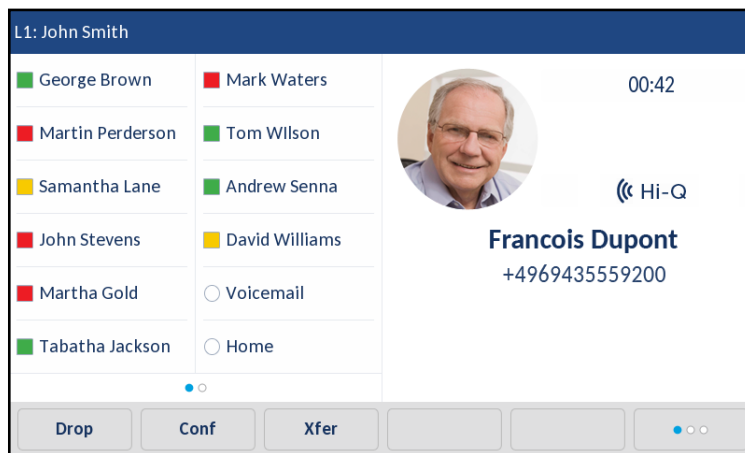 L1: John Smith
George Brown
Martin Perderson
Samantha Lane
John Stevens
Martha Gold
Tabatha Jackson
Mark Waters
Tom WIlson
Andrew Senna
David Williams
Voicemail
Home
00:42
Hi-Q
Francois Dupont
+4969435559200
Drop
Conf
Xfer